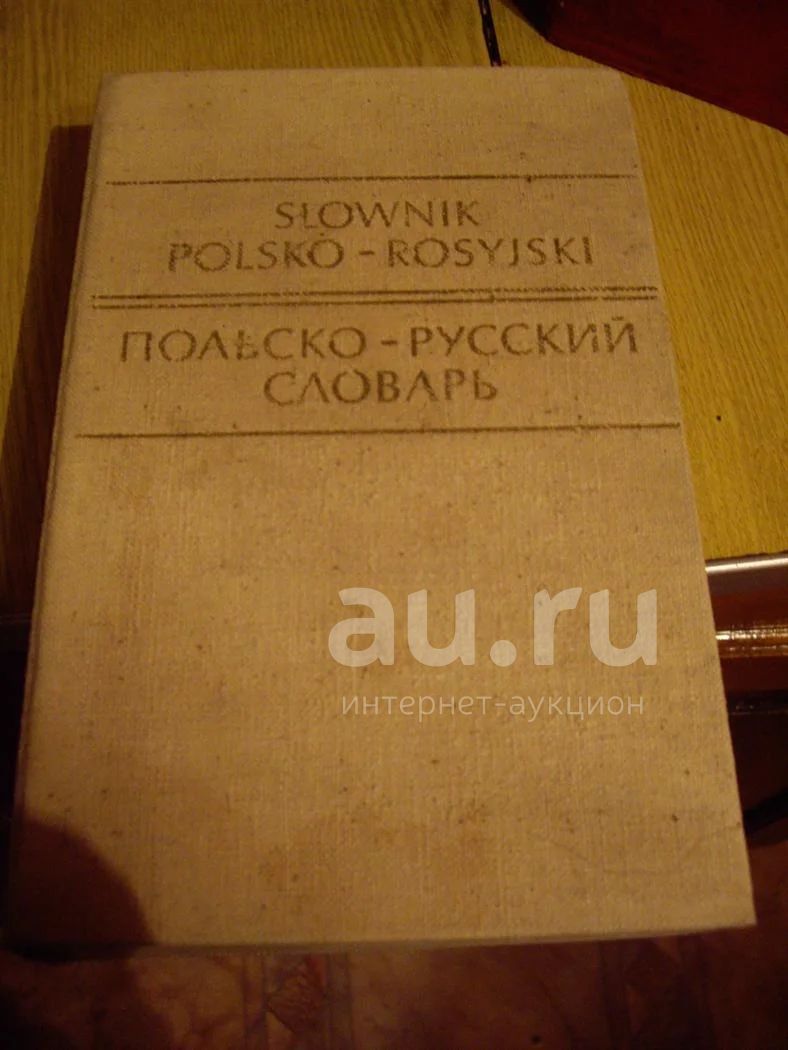 SŁOWNIK
POLSKO - ROSYJSKI
ПОЛЬСКО - РУССКИЙ
СЛОВАРЬ
au.ru
интернет-аукцион